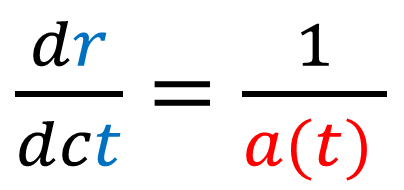 dr/dct = 1/a(t)